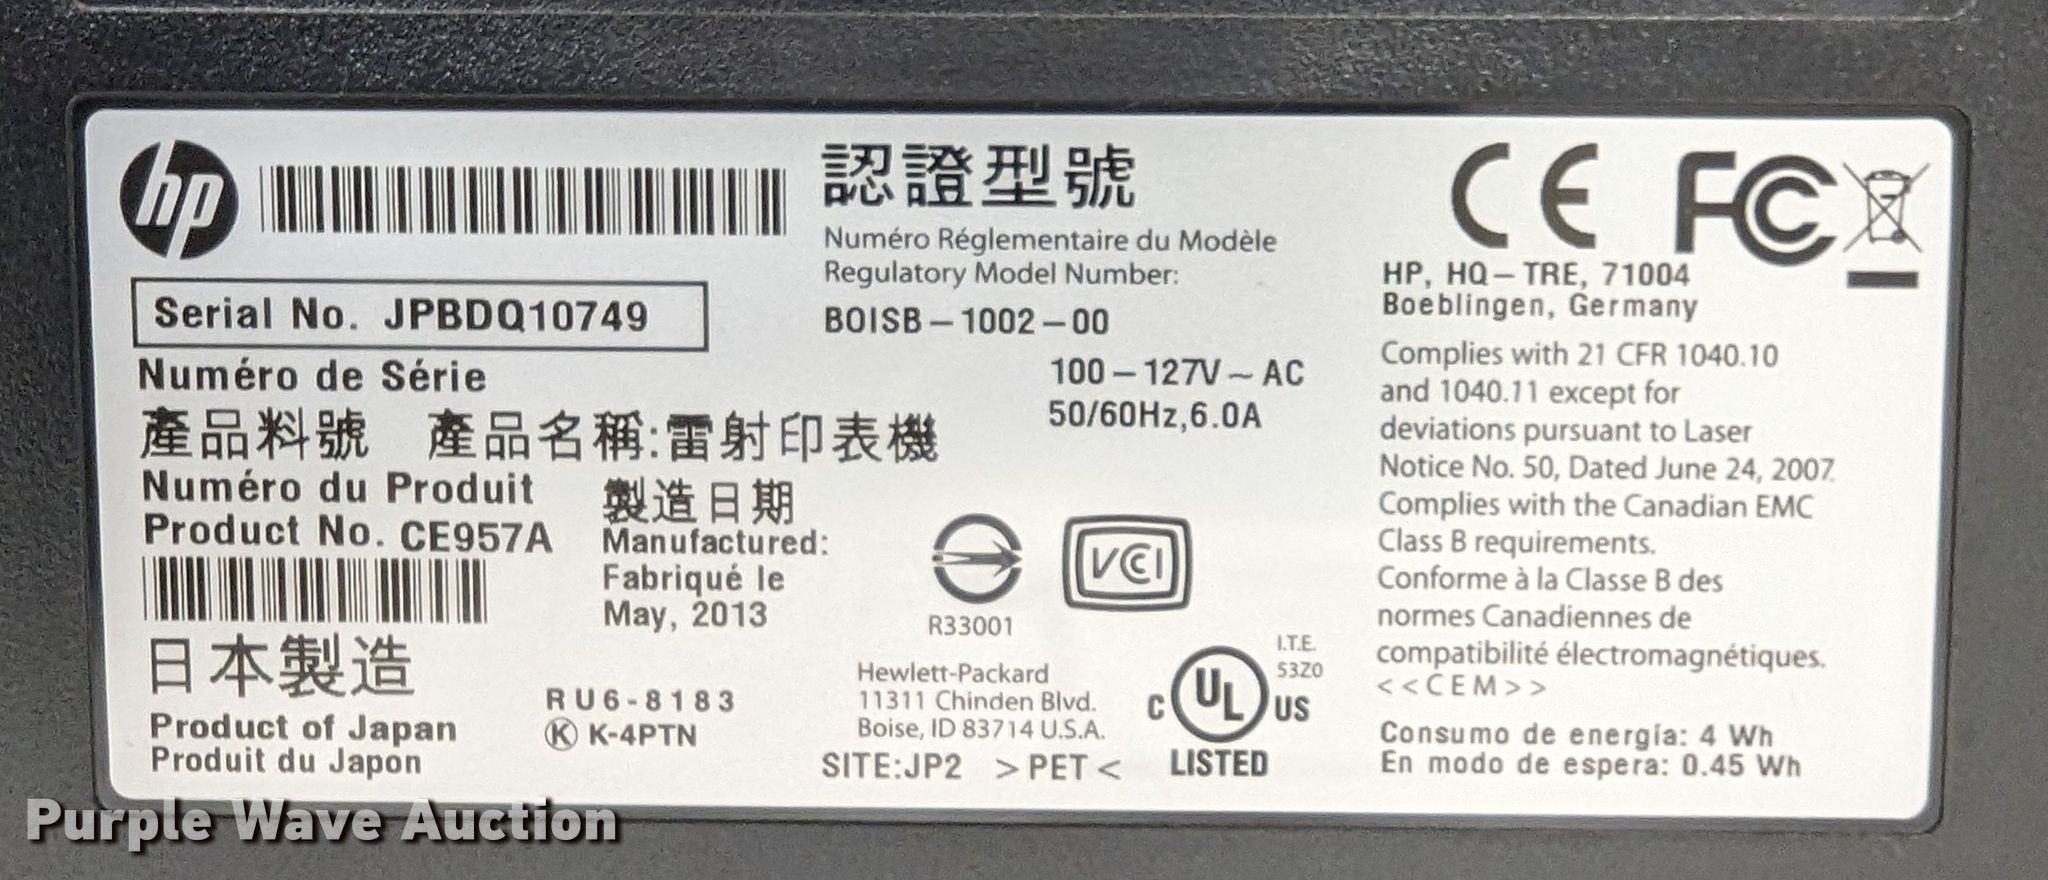 hp
Serial No. JPBDQ10749
Numéro de Série
產品料號 產品名稱:雷射印表機
Numéro du Produit
Product No. CE957A
製造日期
Manufactured:
Fabriqué le
May, 2013
日本製造
Product of Japan
Produit du Japon
RU6-8183
Ⓚ K-4PTN
認證型號
Numéro Réglementaire du Modèle
Regulatory Model Number:
BOISB-1002-00
100-127V~AC
50/60Hz,6.0A
R33001
VCCI
Hewlett-Packard
11311 Chinden Blvd.
Boise, ID 83714 U.S.A.
SITE:JP2 >PET<
I.T.E.
53Z0
C UL US
LISTED
CE FC
HP, HQ-TRE, 71004
Boeblingen, Germany
Complies with 21 CFR 1040.10
and 1040.11 except for
deviations pursuant to Laser
Notice No. 50, Dated June 24, 2007.
Complies with the Canadian EMC
Class B requirements.
Conforme à la Classe B des
normes Canadiennes de
compatibilité électromagnétiques.
<<CEM>>
Consumo de energía: 4 Wh
En modo de espera: 0.45 Wh
Purple Wave Auction